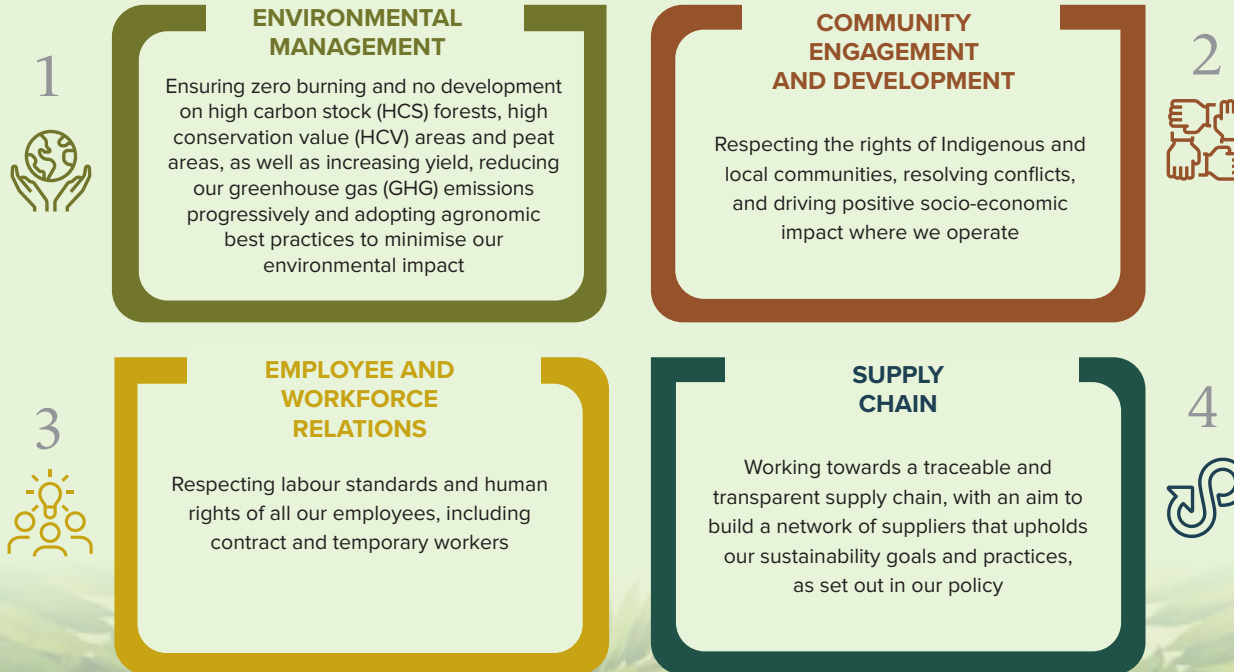 1
ENVIRONMENTAL
MANAGEMENT
Ensuring zero burning and no development
on high carbon stock (HCS) forests, high
conservation value (HCV) areas and peat
areas, as well as increasing yield, reducing
our greenhouse gas (GHG) emissions
progressively and adopting agronomic
best practices to minimise our
environmental impact
2
COMMUNITY
ENGAGEMENT
AND DEVELOPMENT
Respecting the rights of Indigenous and
local communities, resolving conflicts,
and driving positive socio-economic
impact where we operate
3
EMPLOYEE AND
WORKFORCE
RELATIONS
Respecting labour standards and human
rights of all our employees, including
contract and temporary workers
4
SUPPLY
CHAIN
Working towards a traceable and
transparent supply chain, with an aim to
build a network of suppliers that upholds
our sustainability goals and practices,
as set out in our policy